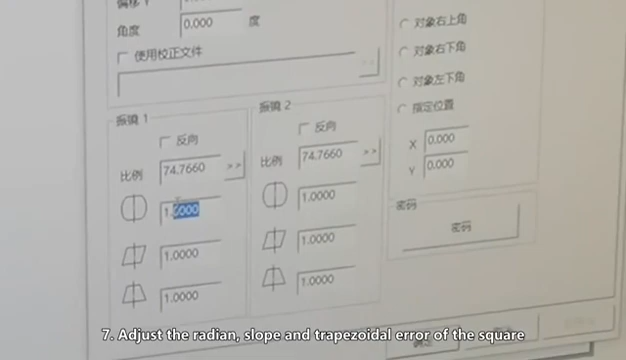 偏移 Y
角度 0.000 度
使用校正文件
振镜 1
反向
比例 74.7660 >>
1.0000
1.0000
1.0000
振镜 2
反向
比例 74.7660 >>
1.0000
1.0000
1.0000
对象右上角
对象右下角
对象左下角
指定位置
X 0.000
Y 0.000
密码
密码
7. Adjust the radian, slope and trapezoidal error of the square